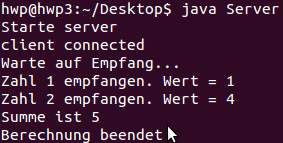 hwp@hwp3:~/Desktop$ java Server
Starte server
client connected
Warte auf Empfang...
Zahl 1 empfangen. Wert = 1
Zahl 2 empfangen. Wert = 4
Summe ist 5
Berechnung beendet